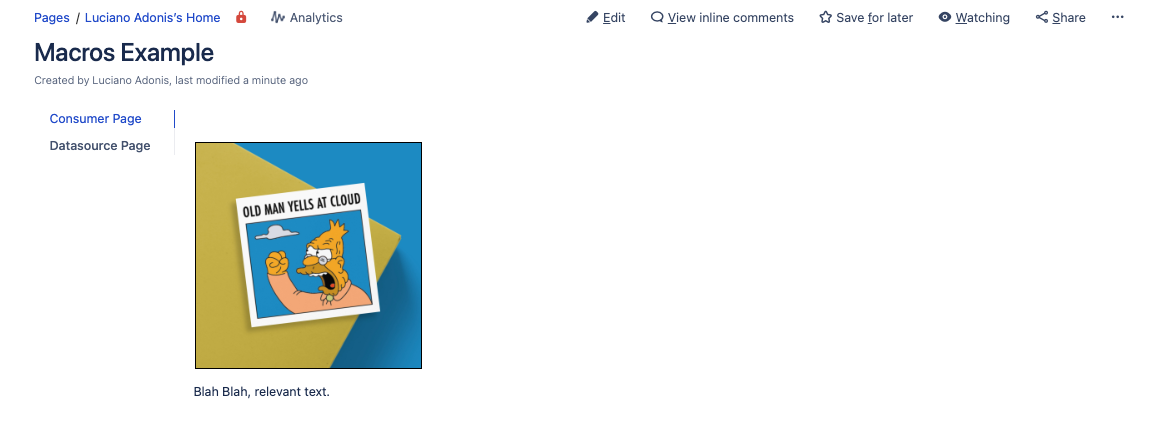 Pages / Luciano Adonis's Home Analytics Edit View inline comments Save for later Watching Share
Macros Example
Created by Luciano Adonis, last modified a minute ago
Consumer Page
Datasource Page
OLD MAN YELLS AT CLOUD
Blah Blah, relevant text.